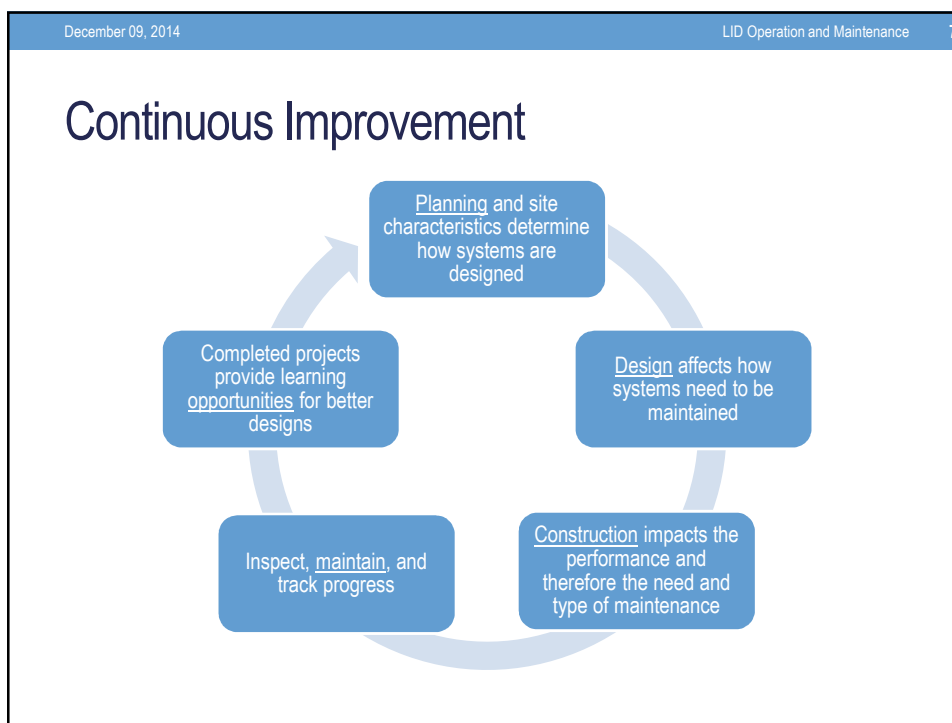 December 09, 2014
LID Operation and Maintenance 7
Continuous Improvement
Planning and site
characteristics determine
how systems are
designed
Design affects how
systems need to be
maintained
Construction impacts the
performance and
therefore the need and
type of maintenance
Inspect, maintain, and
track progress
Completed projects
provide learning
opportunities for better
designs